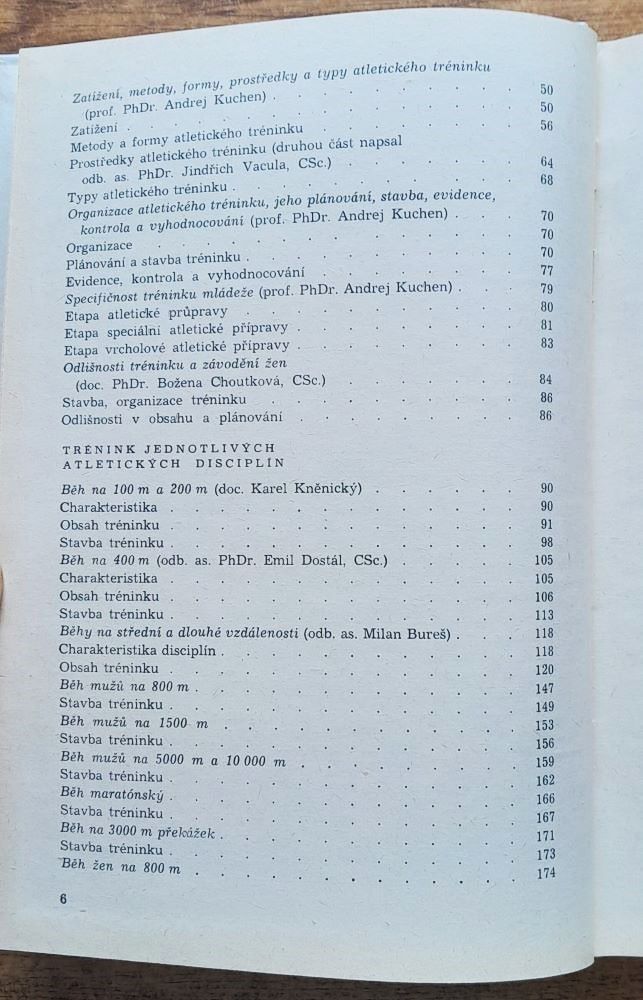 Zatížení, metody, formy, prostředky a typy atletického tréninku
(prof. PhDr. Andrej Kuchen) . . . . . . . . . . 50
Zatížení . . . . . . . . . . . . . . 50
Metody a formy atletického tréninku . . . . . . . . 56
Prostředky atletického tréninku (druhou část napsal
odb. as. PhDr. Jindřich Vacula, CSc.) . . . . . . . 64
Typy atletického tréninku . . . . . . . . . . . 68
Organizace atletického tréninku, jeho plánování, stavba, evidence,
kontrola a vyhodnocování (prof. PhDr. Andrej Kuchen) . . . 70
Organizace . . . . . . . . . . . . . 70
Plánování a stavba tréninku . . . . . . . . . . . 70
Evidence, kontrola a vyhodnocování . . . . . . . . 77
Specifičnost tréninku mládeže (prof. PhDr. Andrej Kuchen) . . . 79
Etapa atletické průpravy . . . . . . . . . . . 80
Etapa speciální atletické přípravy . . . . . . . . . 81
Etapa vrcholové atletické přípravy . . . . . . . . . 83
Odlišnosti tréninku a závodění žen
(doc. PhDr. Božena Choutková, CSc.) . . . . . . . 84
Stavba, organizace tréninku . . . . . . . . . . 86
Odlišnosti v obsahu a plánování . . . . . . . . . 86
TRÉNINK JEDNOTLIVÝCH
ATLETICKÝCH DISCIPLÍN
Běh na 100 m a 200 m (doc. Karel Kněnický) . . . . . . 90
Charakteristika . . . . . . . . . . . . . 90
Obsah tréninku . . . . . . . . . . . . . 91
Stavba tréninku . . . . . . . . . . . . . 98
Běh na 400 m (odb. as. PhDr. Emil Dostál, CSc.) . . . . . 105
Charakteristika . . . . . . . . . . . . . 105
Obsah tréninku . . . . . . . . . . . . . 106
Stavba tréninku . . . . . . . . . . . . . 113
Běhy na střední a dlouhé vzdálenosti (odb. as. Milan Bureš) . . . 118
Charakteristika disciplín . . . . . . . . . . . . 118
Obsah tréninku . . . . . . . . . . . . . 120
Běh mužů na 800 m . . . . . . . . . . . . 147
Stavba tréninku . . . . . . . . . . . . . 149
Běh mužů na 1500 m . . . . . . . . . . . 153
Stavba tréninku . . . . . . . . . . . . . 156
Běh mužů na 5000 m a 10 000 m . . . . . . . . 159
Stavba tréninku . . . . . . . . . . . . . 162
Běh maratónský . . . . . . . . . . . . . 166
Stavba tréninku . . . . . . . . . . . . . 167
Běh na 3000 m překážek . . . . . . . . . . . 171
Stavba tréninku . . . . . . . . . . . . . 173
Běh žen na 800 m . . . . . . . . . . . . 174
6